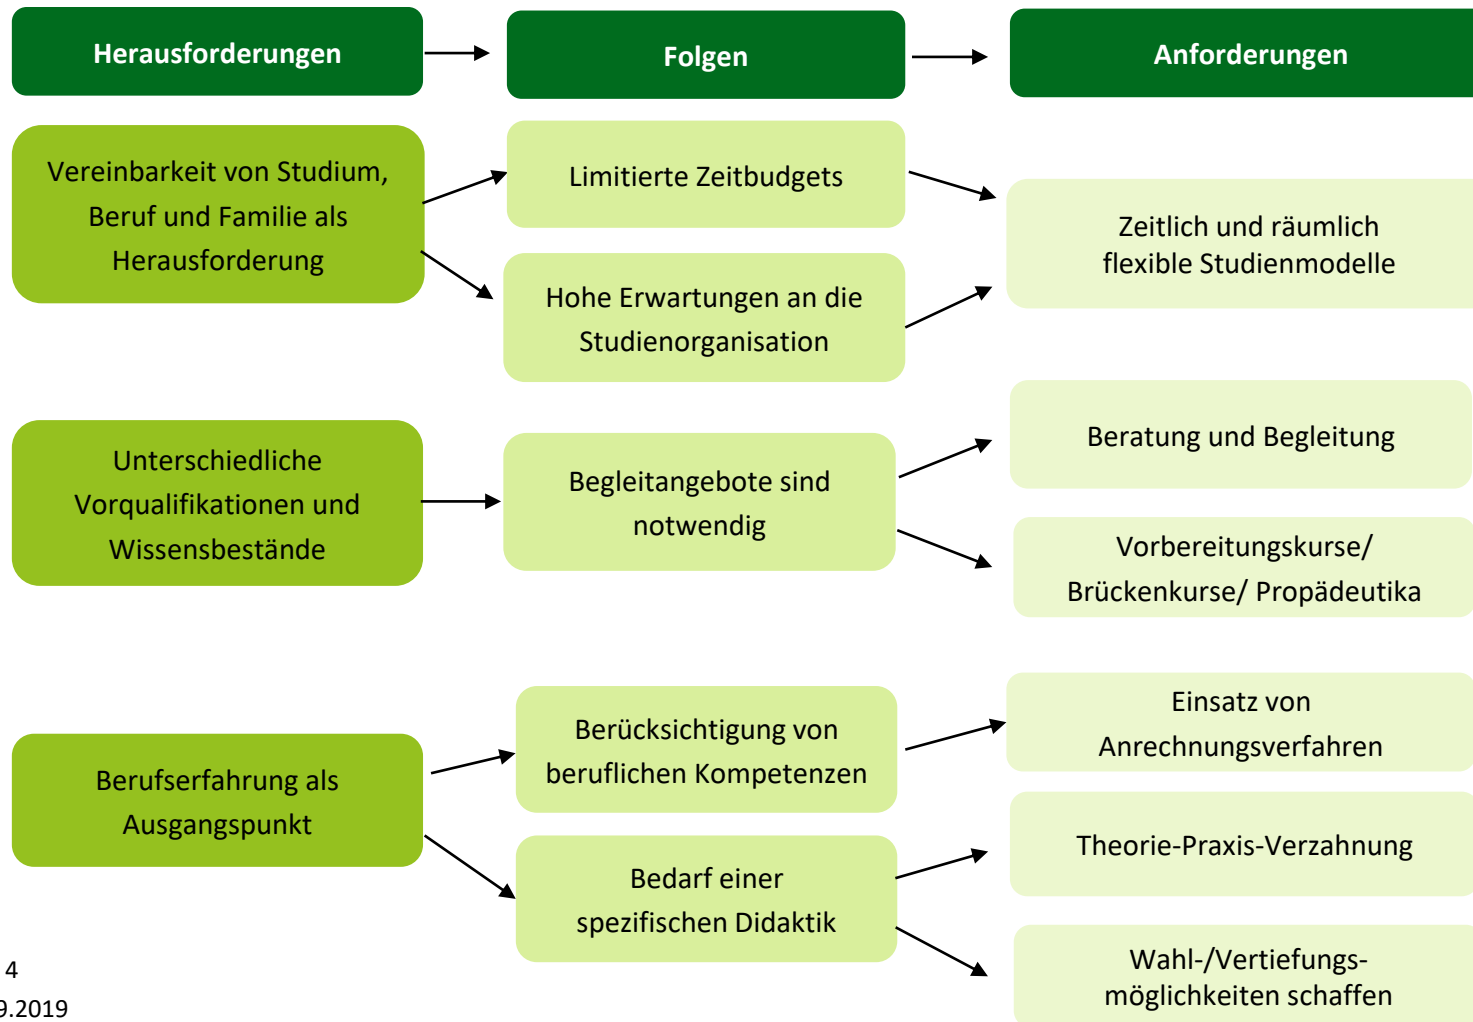 Herausforderungen
Folgen
Anforderungen
Vereinbarkeit von Studium,
Beruf und Familie als
Herausforderung
Limitierte Zeitbudgets
Hohe Erwartungen an die
Studienorganisation
Zeitlich und räumlich
flexible Studienmodelle
Unterschiedliche
Vorqualifikationen und
Wissensbestände
Begleitangebote sind
notwendig
Beratung und Begleitung
Vorbereitungskurse/
Brückenkurse/ Propädeutika
Berufserfahrung als
Ausgangspunkt
Berücksichtigung von
beruflichen Kompetenzen
Bedarf einer
spezifischen Didaktik
Einsatz von
Anrechnungsverfahren
Theorie-Praxis-Verzahnung
Wahl-/Vertiefungs-
möglichkeiten schaffen
4
9.2019